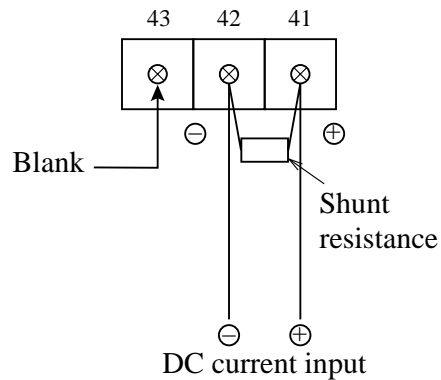 43 42 41
⊖ ⊕
Blank
Shunt
resistance
⊖ ⊕
DC current input